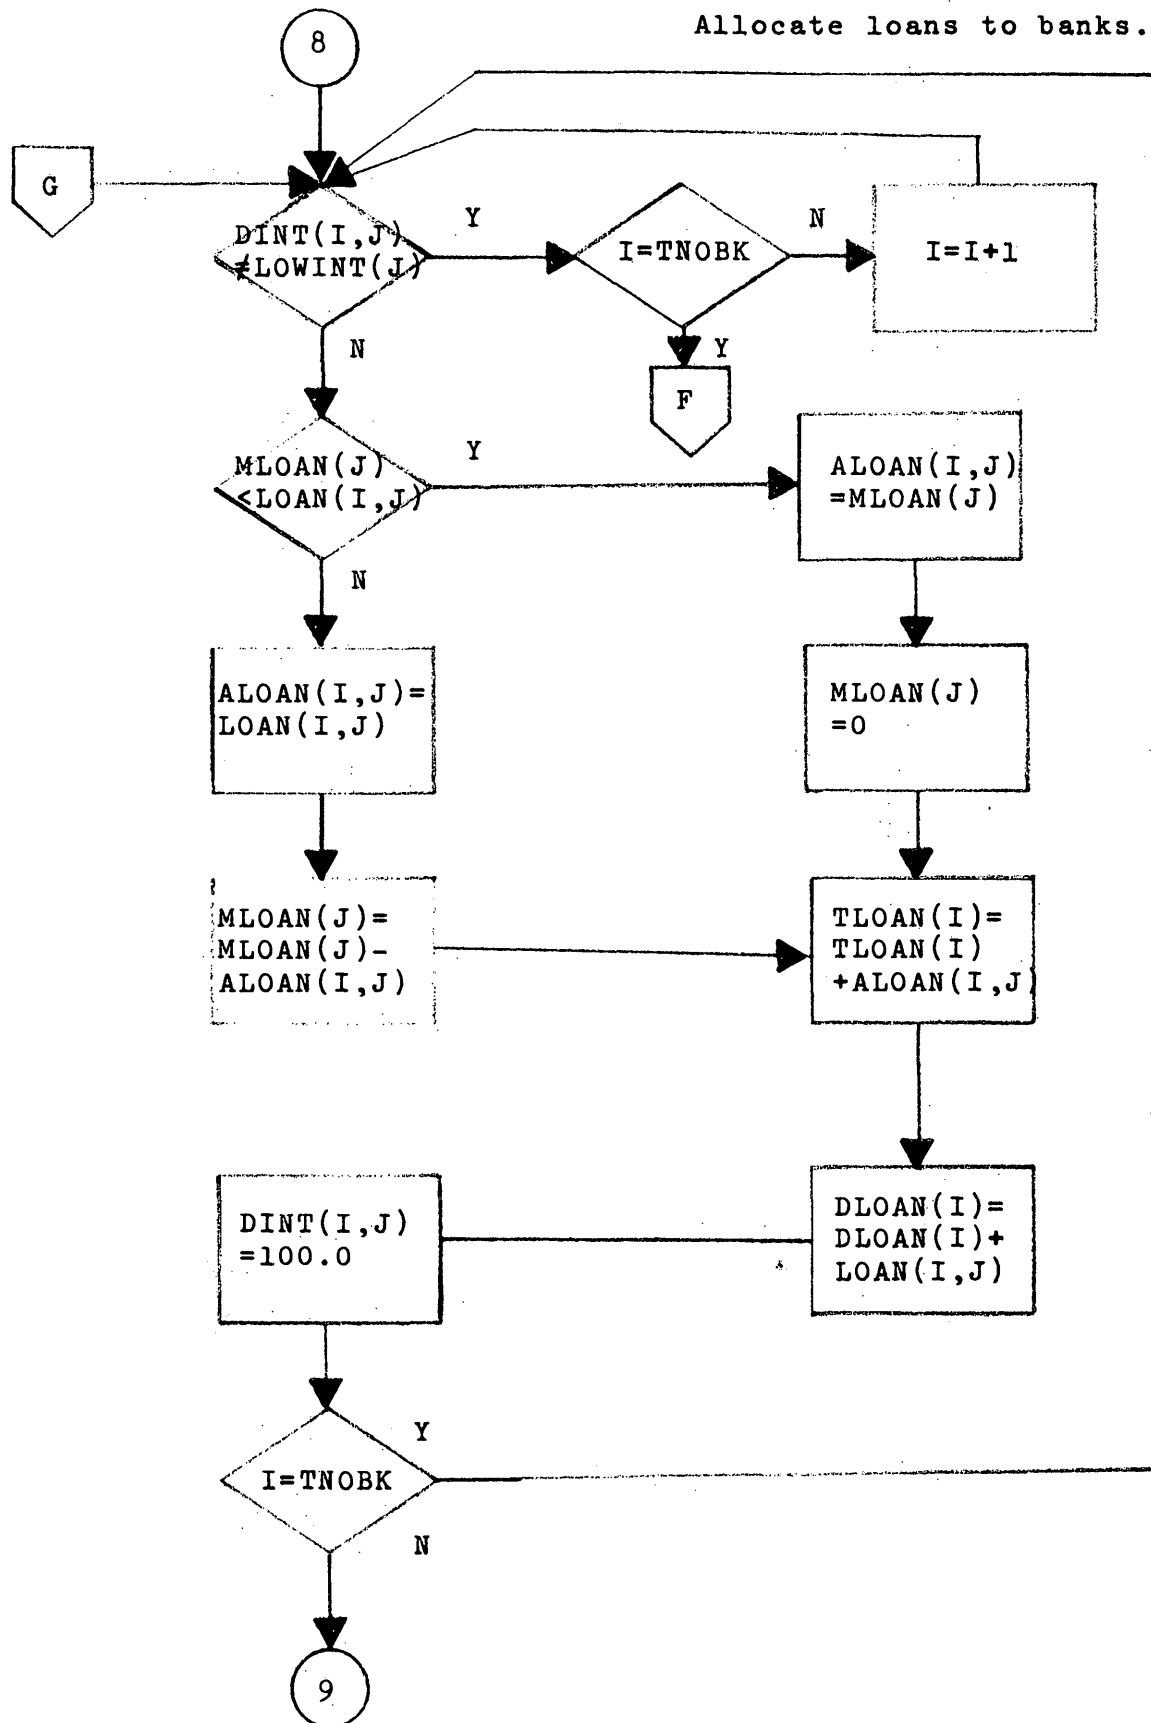 Allocate loans to banks.
8
G
DINT(I,J)
≠LOWINT(J)
Y
I=TNOBK
N
I=I+1
N
Y
F
MLOAN(J)
<LOAN(I,J)
Y
ALOAN(I,J)
=MLOAN(J)
N
ALOAN(I,J)=
LOAN(I,J)
MLOAN(J)
=0
MLOAN(J)=
MLOAN(J)-
ALOAN(I,J)
TLOAN(I)=
TLOAN(I)
+ALOAN(I,J)
DINT(I,J)
=100.0
DLOAN(I)=
DLOAN(I)+
LOAN(I,J)
Y
I=TNOBK
N
9